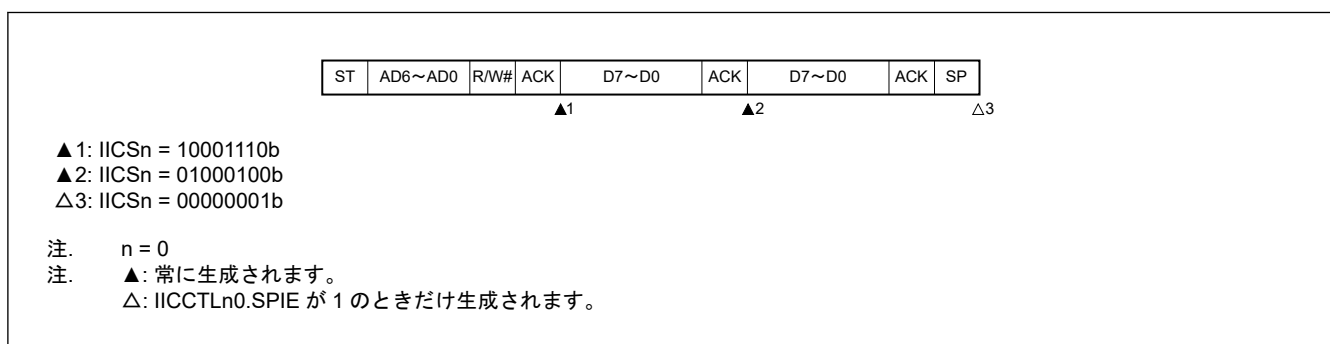 ST AD6～AD0 R/W# ACK D7～D0 ACK D7～D0 ACK SP
▲1 ▲2 △3
▲1: IICSn = 10001110b
▲2: IICSn = 01000100b
△3: IICSn = 00000001b
注. n = 0
注. ▲: 常に生成されます。
△: IICCTLn0.SPIE が 1 のときだけ生成されます。